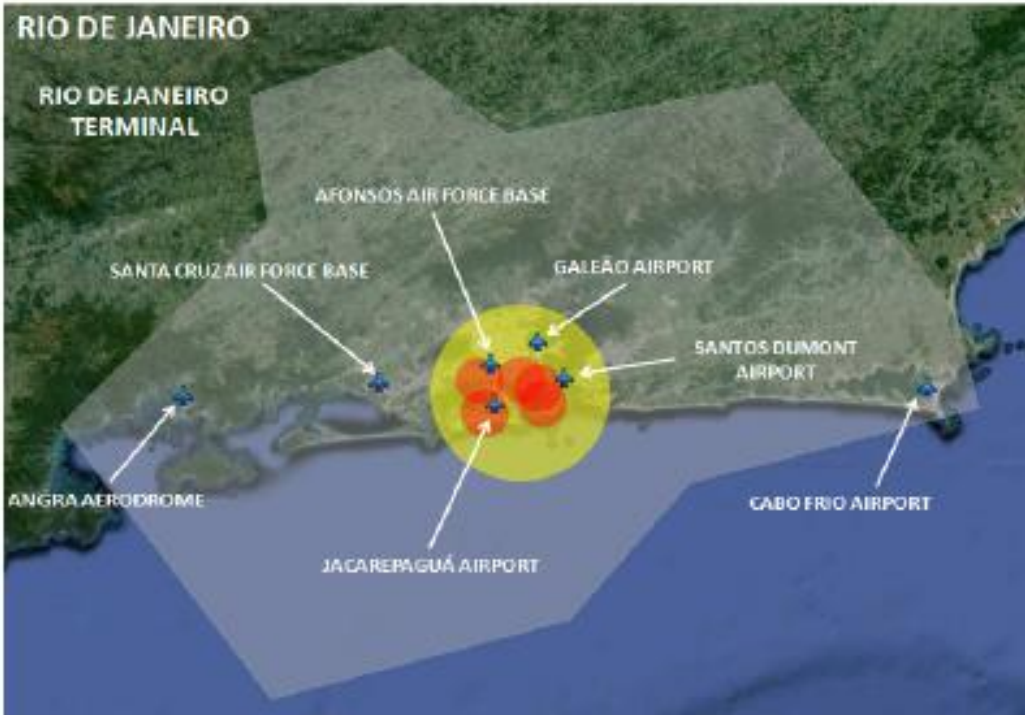 RIO DE JANEIRO
RIO DE JANEIRO
TERMINAL
AFONSOS AIR FORCE BASE
SANTA CRUZ AIR FORCE BASE
GALEÃO AIRPORT
SANTOS DUMONT
AIRPORT
ANGRA AERODROME
CABO FRIO AIRPORT
JACAREPAGUÁ AIRPORT